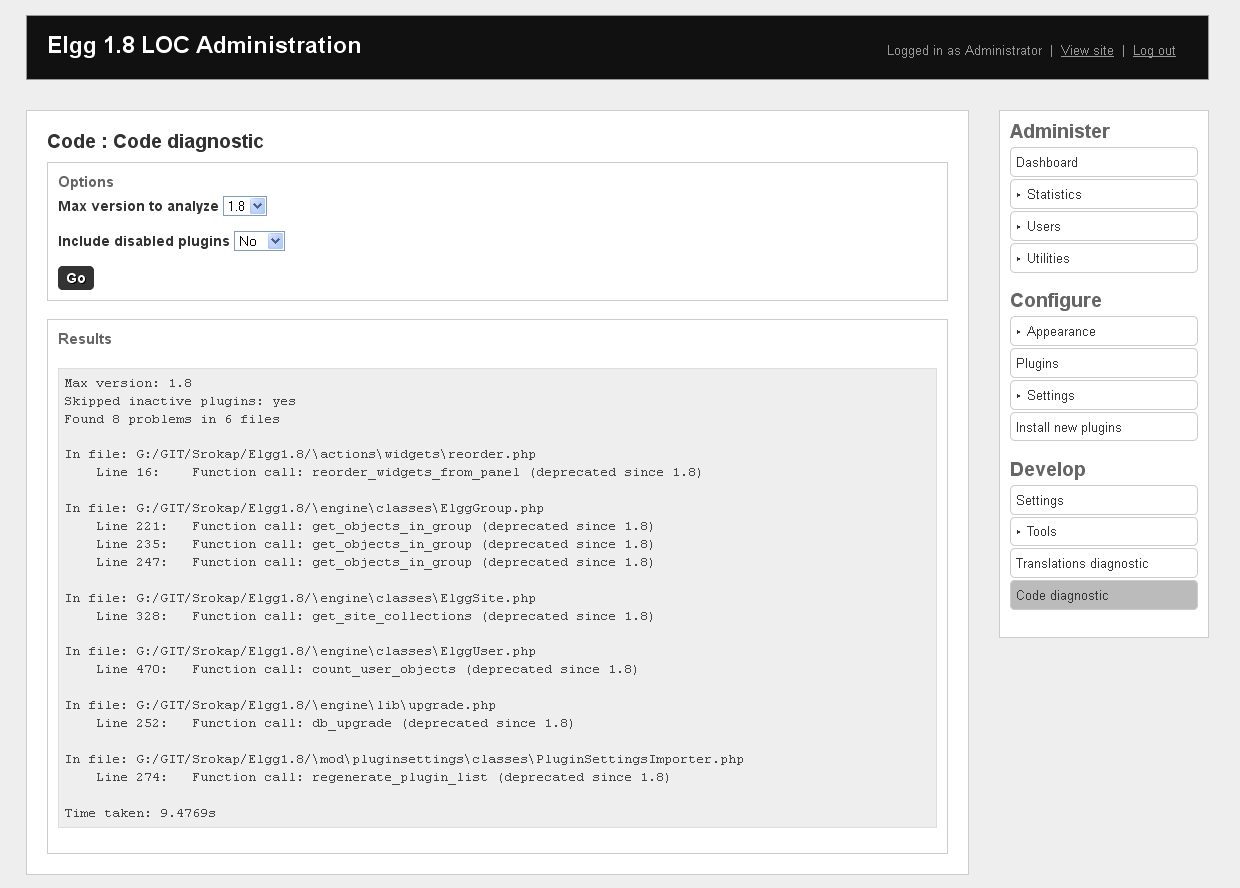 Elgg 1.8 LOC Administration
Logged in as Administrator | View site | Log out
Code : Code diagnostic
Options
Max version to analyze 1.8
Include disabled plugins No
Go
Results
Max version: 1.8
Skipped inactive plugins: yes
Found 8 problems in 6 files
In file: G:/GIT/Srokap/Elgg1.8/\actions\widgets\reorder.php
Line 16: Function call: reorder_widgets_from_panel (deprecated since 1.8)
In file: G:/GIT/Srokap/Elgg1.8/\engine\classes\ElggGroup.php
Line 221: Function call: get_objects_in_group (deprecated since 1.8)
Line 235: Function call: get_objects_in_group (deprecated since 1.8)
Line 247: Function call: get_objects_in_group (deprecated since 1.8)
In file: G:/GIT/Srokap/Elgg1.8/\engine\classes\ElggSite.php
Line 328: Function call: get_site_collections (deprecated since 1.8)
In file: G:/GIT/Srokap/Elgg1.8/\engine\classes\ElggUser.php
Line 470: Function call: count_user_objects (deprecated since 1.8)
In file: G:/GIT/Srokap/Elgg1.8/\engine\lib\upgrade.php
Line 252: Function call: db_upgrade (deprecated since 1.8)
In file: G:/GIT/Srokap/Elgg1.8/\mod\pluginsettings\classes\PluginSettingsImporter.php
Line 274: Function call: regenerate_plugin_list (deprecated since 1.8)
Time taken: 9.4769s
Administer
Dashboard
Statistics
Users
Utilities
Configure
Appearance
Plugins
Settings
Install new plugins
Develop
Settings
Tools
Translations diagnostic
Code diagnostic